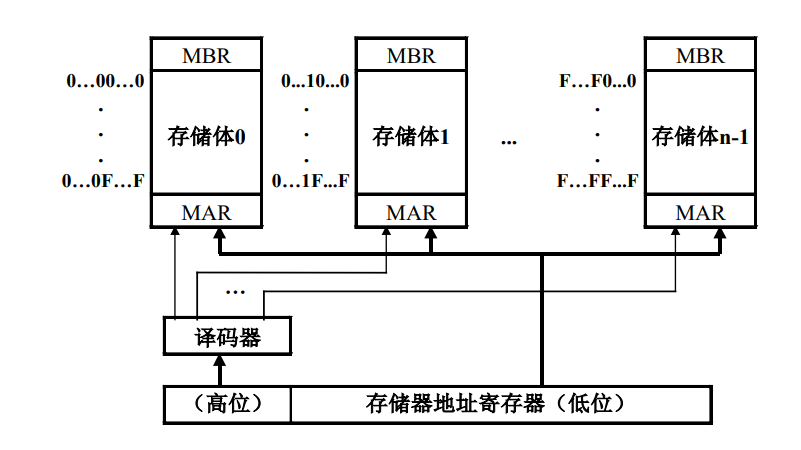 MBR MBR MBR
0…00…0 0...10...0 F…F0...0
. . .
存储体0 存储体1 ... 存储体n-1
. . .
. . .
0…0F…F 0…1F...F F…FF...F
MAR MAR MAR
…
译码器
（高位） 存储器地址寄存器（低位）